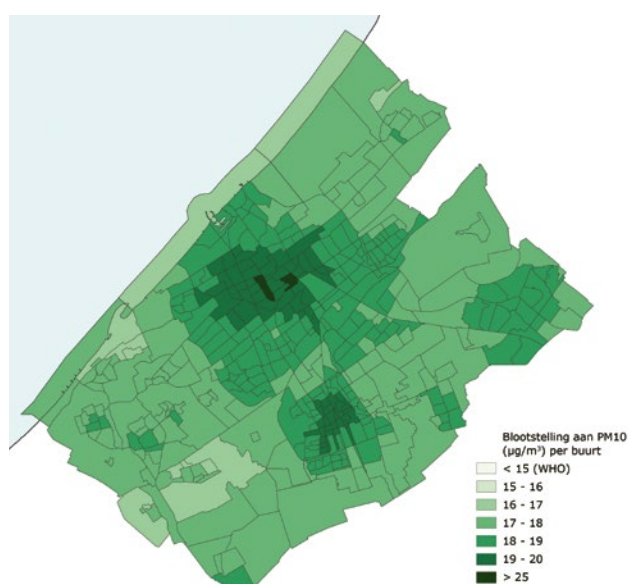 Blootstelling aan PM10
(µg/m³) per buurt
< 15 (WHO)
15 - 16
16 - 17
17 - 18
18 - 19
19 - 20
> 25